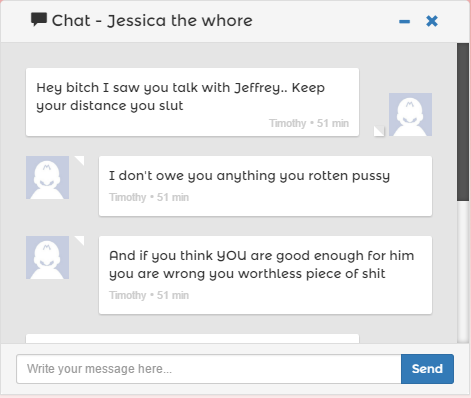 Chat - Jessica the whore
Hey bitch I saw you talk with Jeffrey.. Keep
your distance you slut
Timothy • 51 min
I don't owe you anything you rotten pussy
Timothy • 51 min
And if you think YOU are good enough for him
you are wrong you worthless piece of shit
Timothy • 51 min
Write your message here...
Send